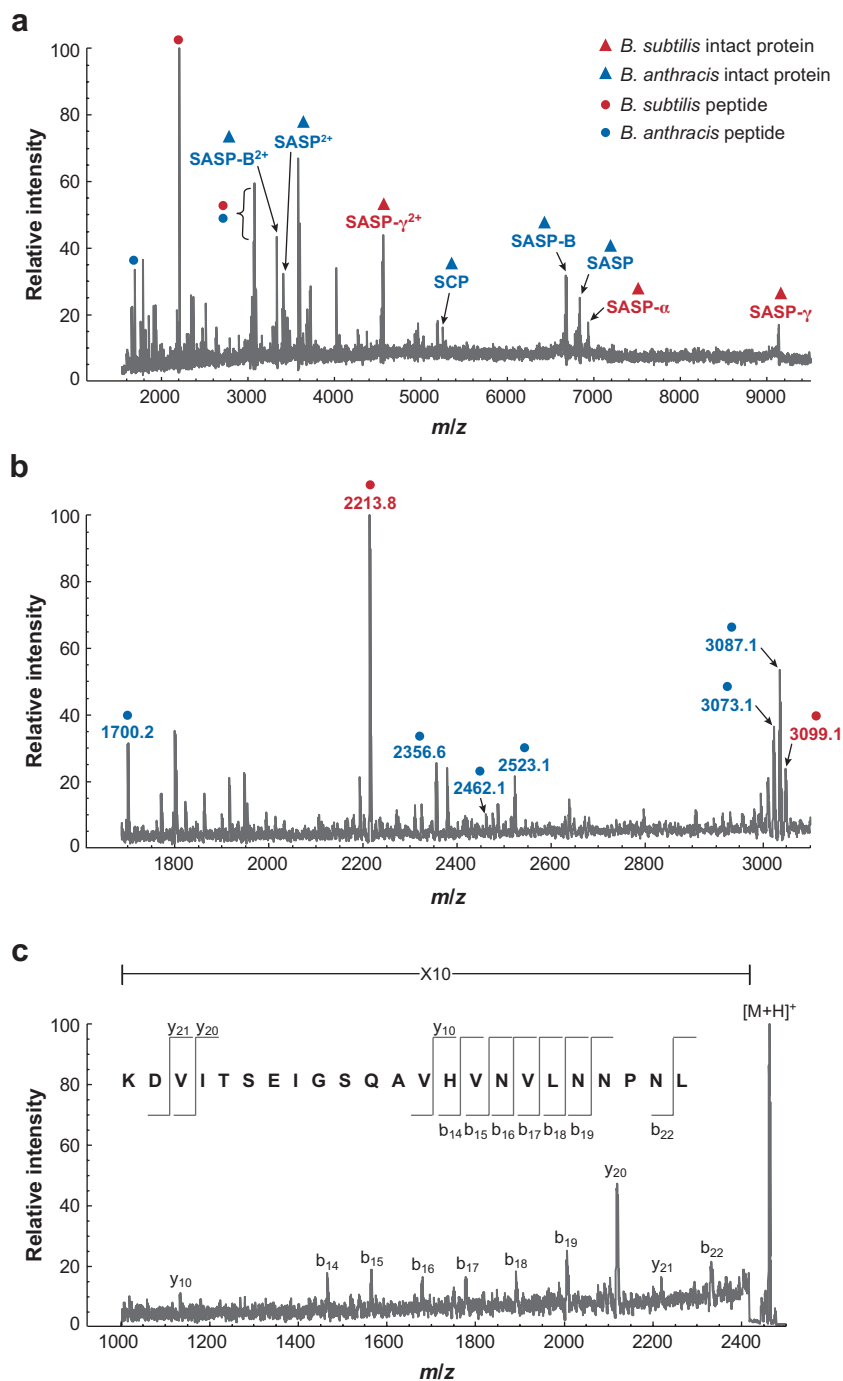 a
100
80
60
40
20
0
Relative intensity
2000 3000 4000 5000 6000 7000 8000 9000
m/z
B. subtilis intact protein
B. anthracis intact protein
B. subtilis peptide
B. anthracis peptide
SASP-B²⁺
SASP²⁺
SASP-γ²⁺
SCP
SASP-B
SASP
SASP-α
SASP-γ
b
100
80
60
40
20
0
Relative intensity
1800 2000 2200 2400 2600 2800 3000
m/z
1700.2
2213.8
2356.6
2462.1
2523.1
3087.1
3073.1
3099.1
c
X10
[M+H]⁺
100
80
60
40
20
0
Relative intensity
y₂₁ y₂₀ y₁₀
K D V I T S E I G S Q A V H V N V L N N P N L
b₁₄ b₁₅ b₁₆ b₁₇ b₁₈ b₁₉ b₂₂
y₁₀ b₁₄ b₁₅ b₁₆ b₁₇ b₁₈ b₁₉ y₂₀ y₂₁ b₂₂
1000 1200 1400 1600 1800 2000 2200 2400
m/z